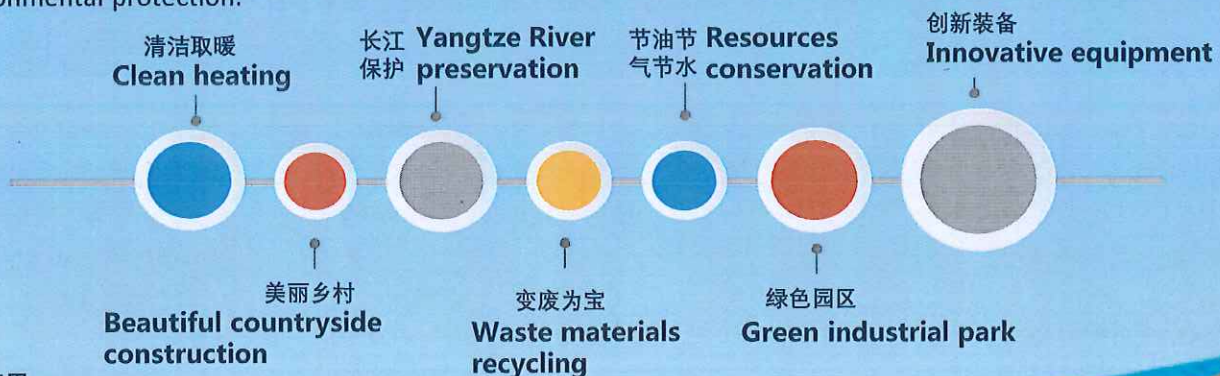 protection.
清洁取暖
Clean heating
长江 Yangtze River
保护 preservation
节油节 Resources
气节水 conservation
创新装备
Innovative equipment
美丽乡村
Beautiful countryside
construction
变废为宝
Waste materials
recycling
绿色园区
Green industrial park